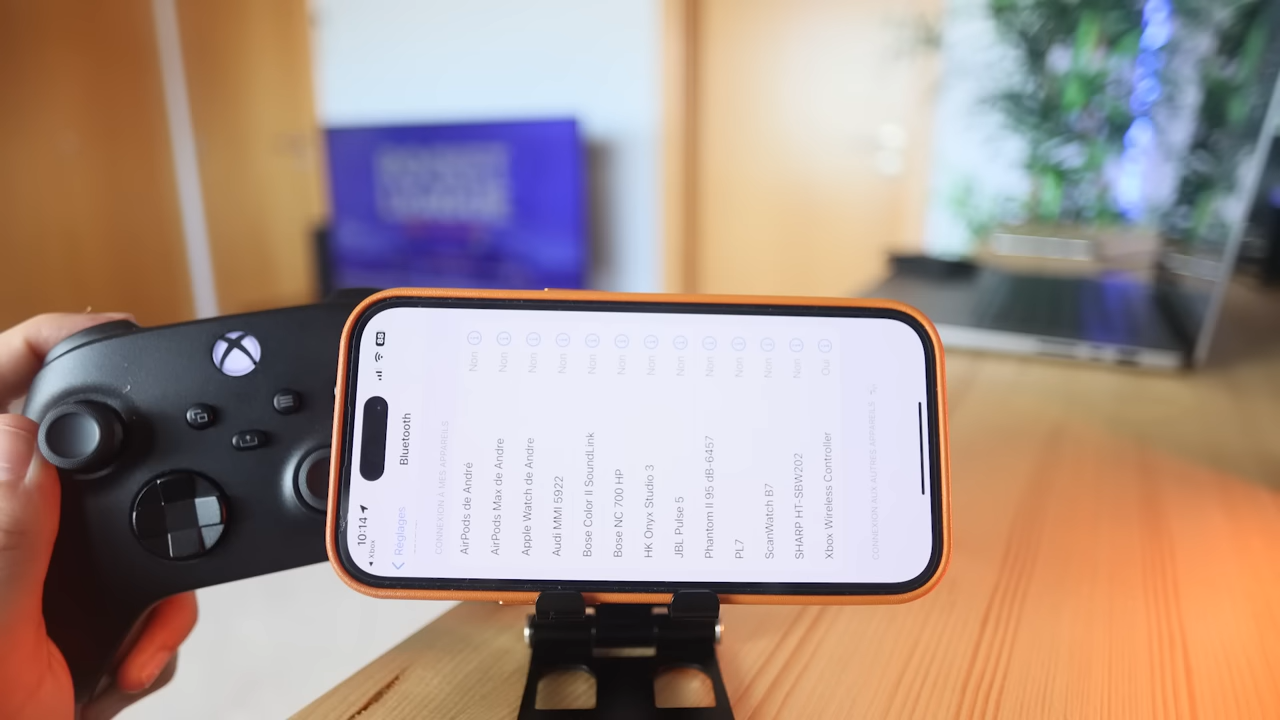 10:14
Xbox
88
Réglages
Bluetooth
CONNEXION À MES APPAREILS
AirPods de André Non
AirPods Max de Andre Non
Apple Watch de Andre Non
Audi MMI 5922 Non
Bose Color II SoundLink Non
Bose NC 700 HP Non
HK Onyx Studio 3 Non
JBL Pulse 5 Non
Phantom II 95 dB-6457 Non
PL7 Non
ScanWatch B7 Non
SHARP HT-SBW202 Non
Xbox Wireless Controller Oui
CONNEXION AUX AUTRES APPAREILS